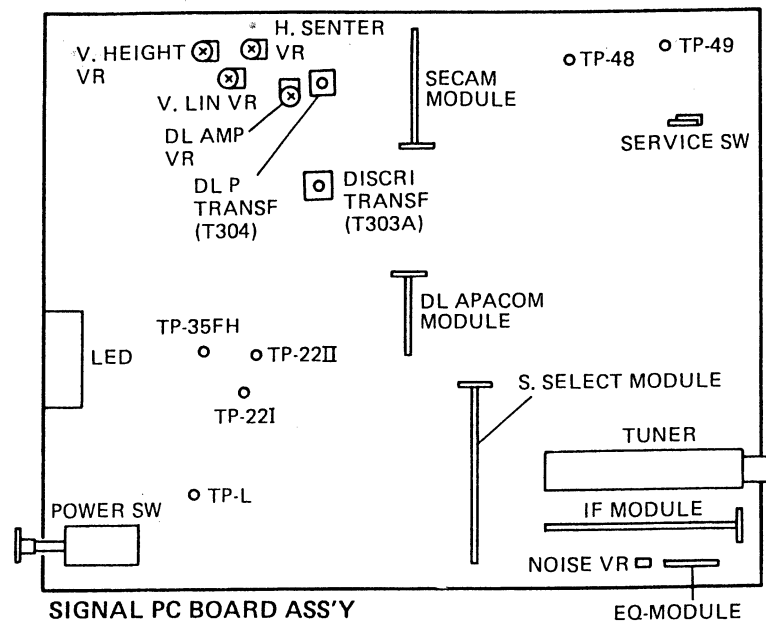 H. SENTER
VR
V. HEIGHT
VR
V. LIN VR
DL AMP
VR
DL P
TRANSF
(T304)
DISCRI
TRANSF
(T303A)
SECAM
MODULE
TP-48
TP-49
SERVICE SW
DL APACOM
MODULE
TP-35FH
LED
TP-22II
TP-22I
S. SELECT MODULE
TUNER
TP-L
POWER SW
IF MODULE
NOISE VR
EQ-MODULE
SIGNAL PC BOARD ASS'Y